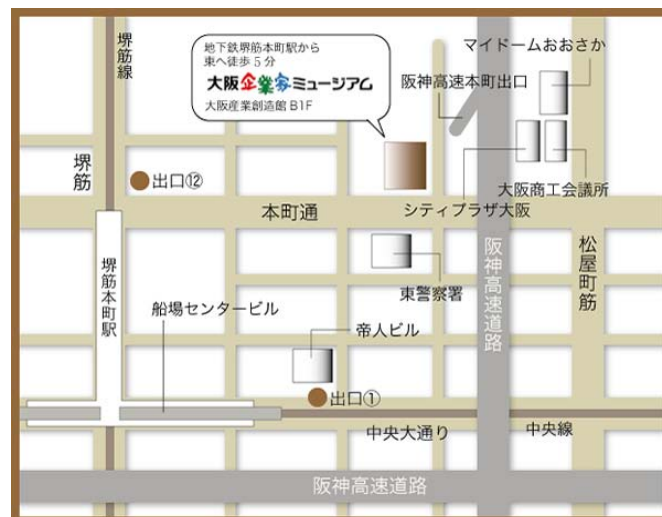 堺筋線
地下鉄堺筋本町駅から
東へ徒歩5分
大阪企業家ミュージアム
大阪産業創造館 B1F
マイドームおおさか
阪神高速本町出口
堺筋
出口⑫
大阪商工会議所
シティプラザ大阪
本町通
堺筋本町駅
阪神高速道路
松屋町筋
東警察署
船場センタービル
帝人ビル
出口①
中央大通り
中央線
阪神高速道路